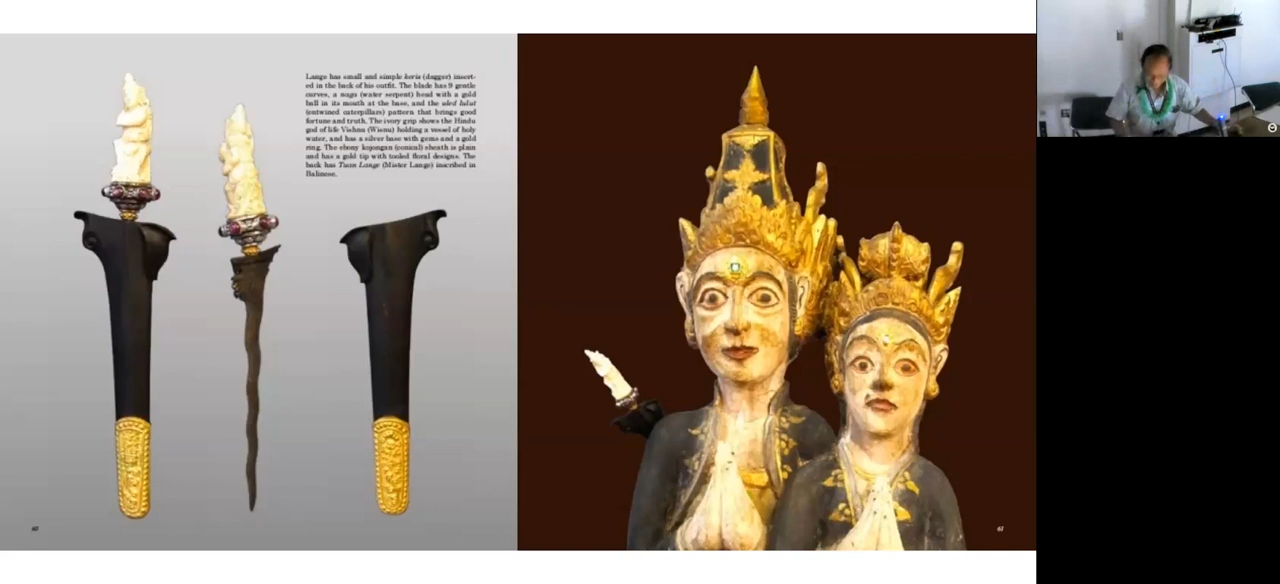 Lange has small and simple keris (dagger) insert-
ed in the back of his outfit. The blade has 9 gentle
curves, a naga (water serpent) head with a gold
ball in its mouth at the base, and the uled lulut
(entwined caterpillars) pattern that brings good
fortune and truth. The ivory grip shows the Hindu
god of life Vishnu (Wisnu) holding a vessel of holy
water, and has a silver base with gems and a gold
ring. The ebony kojongan (conical) sheath is plain
and has a gold tip with tooled floral designs. The
back has Tuan Lange (Mister Lange) inscribed in
Balinese.
60
61